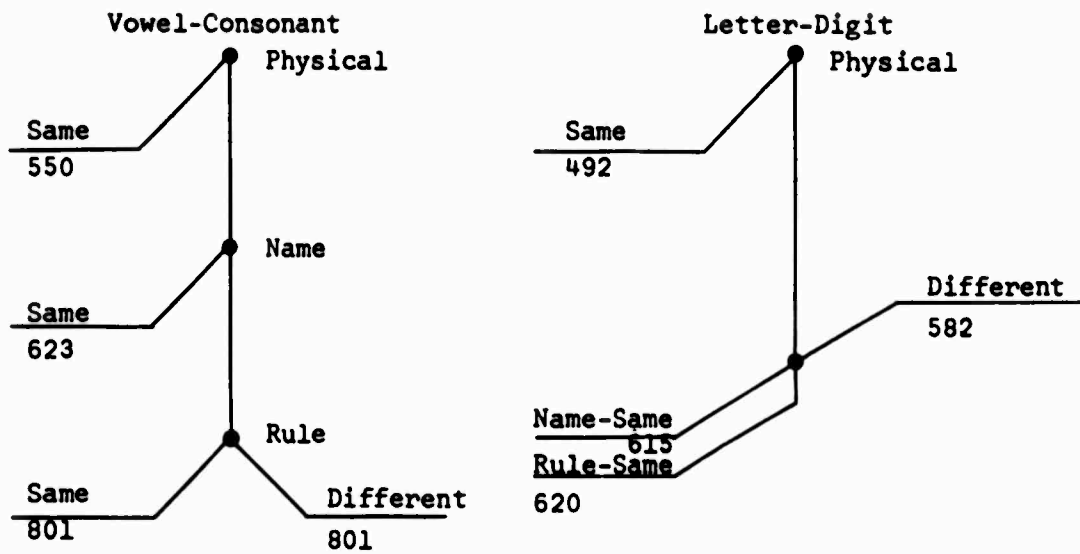 Vowel-Consonant
Physical
Same
550
Name
Same
623
Rule
Same
801
Different
801
Letter-Digit
Physical
Same
492
Different
582
Name-Same
615
Rule-Same
620